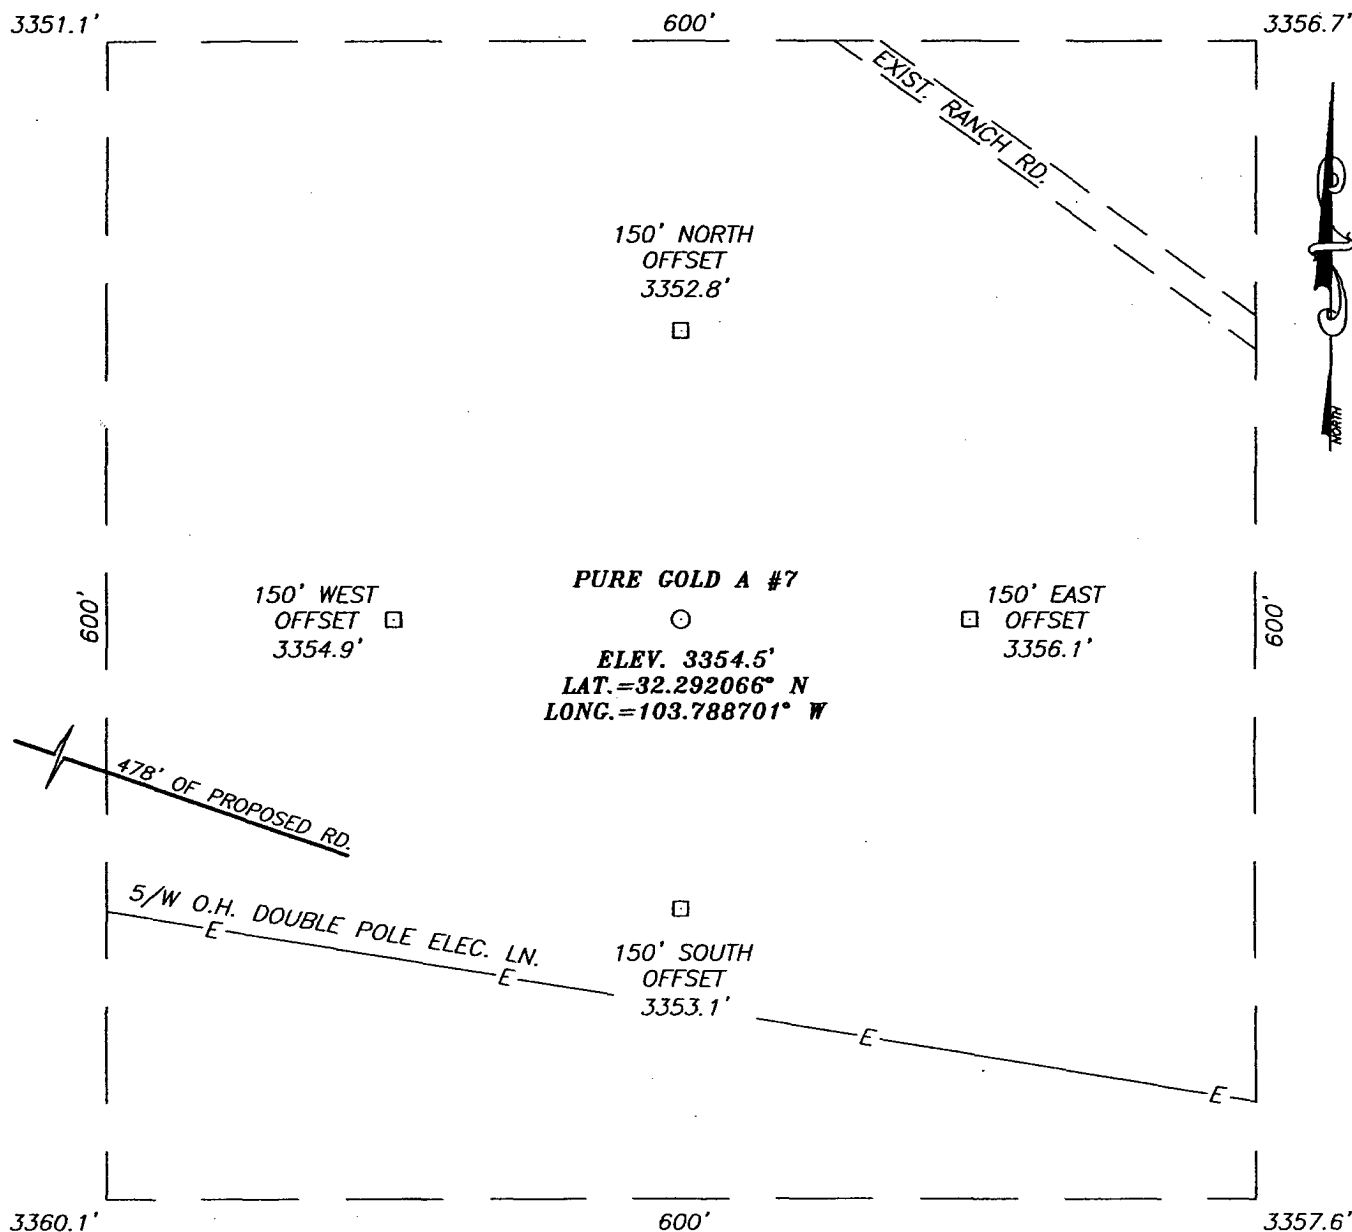 3351.1'
600'
3356.7'
EXIST. RANCH RD.
150' NORTH
OFFSET
3352.8'
NORTH
600'
150' WEST
OFFSET
3354.9'
PURE GOLD A #7
ELEV. 3354.5'
LAT.=32.292066° N
LONG.=103.788701° W
150' EAST
OFFSET
3356.1'
600'
478' OF PROPOSED RD.
5/W O.H. DOUBLE POLE ELEC. LN.
E
E
150' SOUTH
OFFSET
3353.1'
E
E
3360.1'
600'
3357.6'